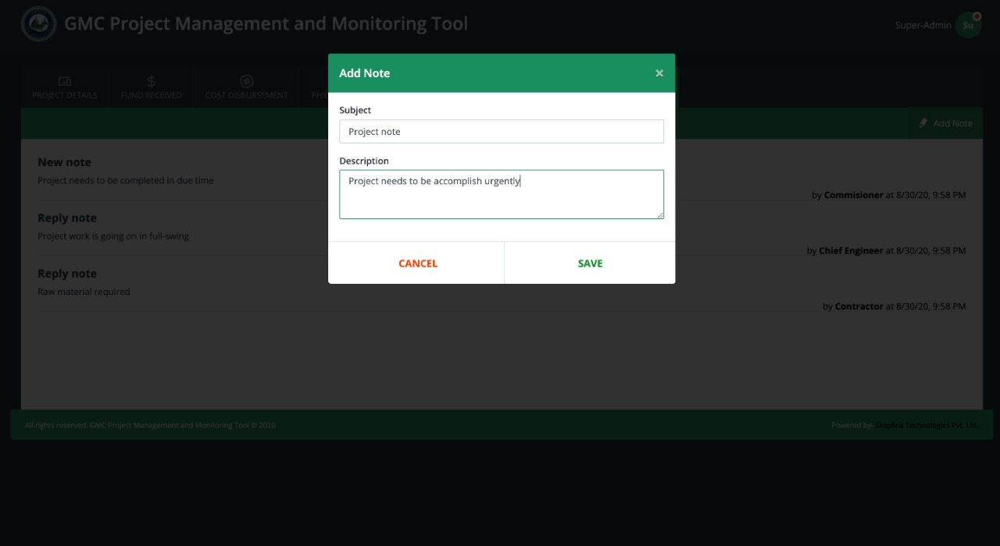 GMC Project Management and Monitoring Tool
Super-Admin Su
PROJECT DETAILS FUND RECEIVED COST DISBURSEMENT
Add Note
Add Note ×
Subject
Project note
Description
Project needs to be accomplish urgently
CANCEL SAVE
New note
Project needs to be completed in due time
by Commisioner at 8/30/20, 9:58 PM
Reply note
Project work is going on in full-swing
by Chief Engineer at 8/30/20, 9:58 PM
Reply note
Raw material required
by Contractor at 8/30/20, 9:58 PM
All rights reserved. GMC Project Management and Monitoring Tool © 2020
Powered by- Skaplink Technologies Pvt. Ltd.